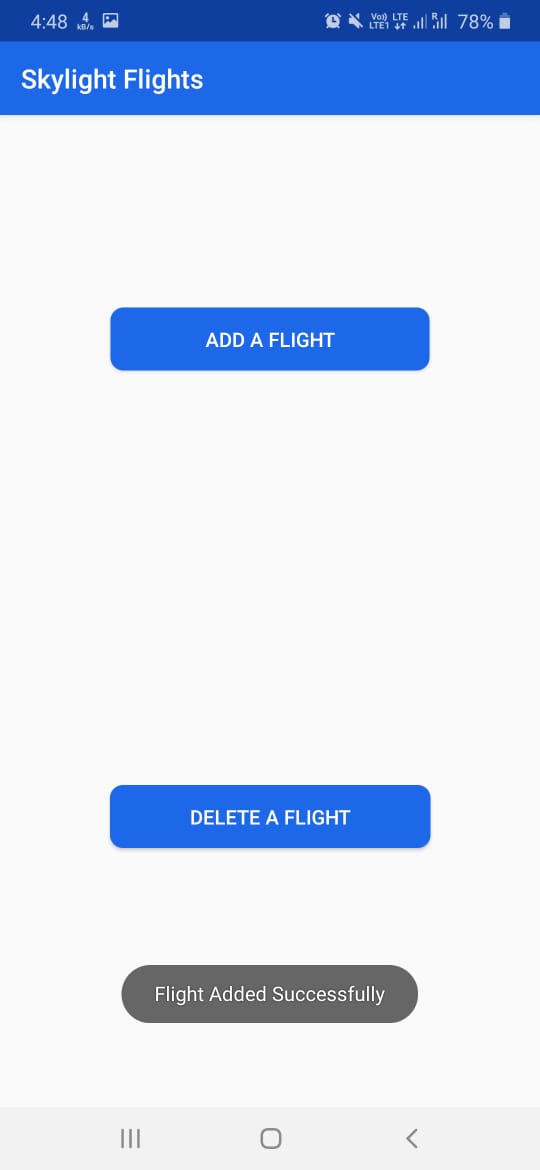 4:48 4 kB/s Vo)) LTE1 LTE R 78%
Skylight Flights
ADD A FLIGHT
DELETE A FLIGHT
Flight Added Successfully